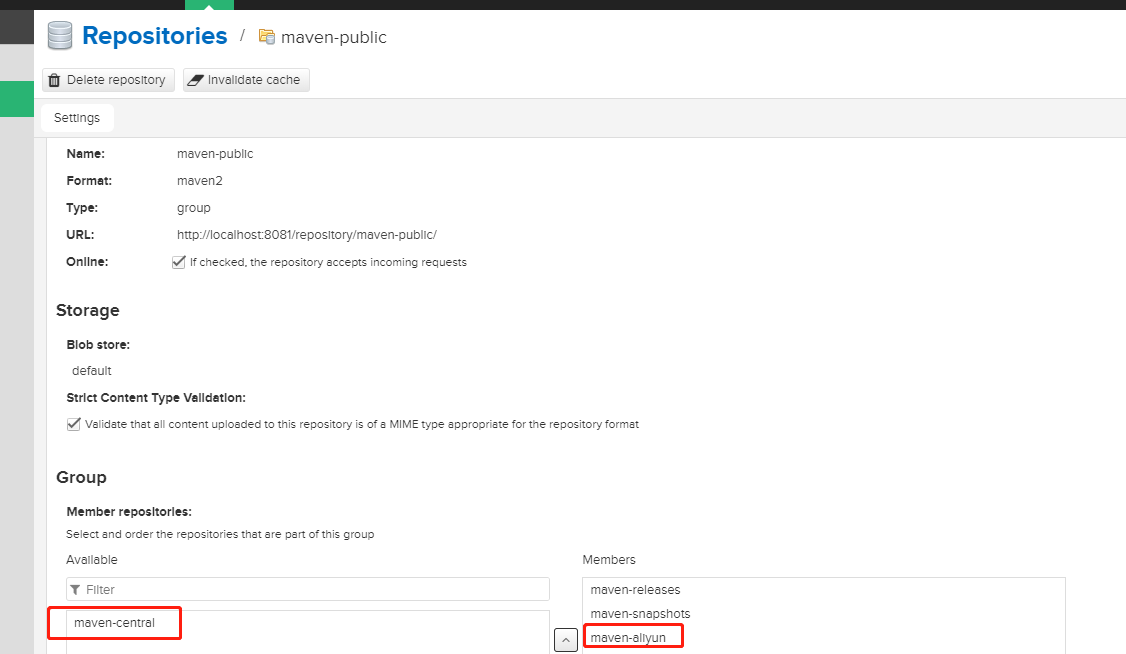 Repositories / maven-public
Delete repository Invalidate cache
Settings
Name: maven-public
Format: maven2
Type: group
URL: http://localhost:8081/repository/maven-public/
Online: If checked, the repository accepts incoming requests
Storage
Blob store:
default
Strict Content Type Validation:
Validate that all content uploaded to this repository is of a MIME type appropriate for the repository format
Group
Member repositories:
Select and order the repositories that are part of this group
Available Members
Filter maven-releases
maven-central maven-snapshots
maven-aliyun